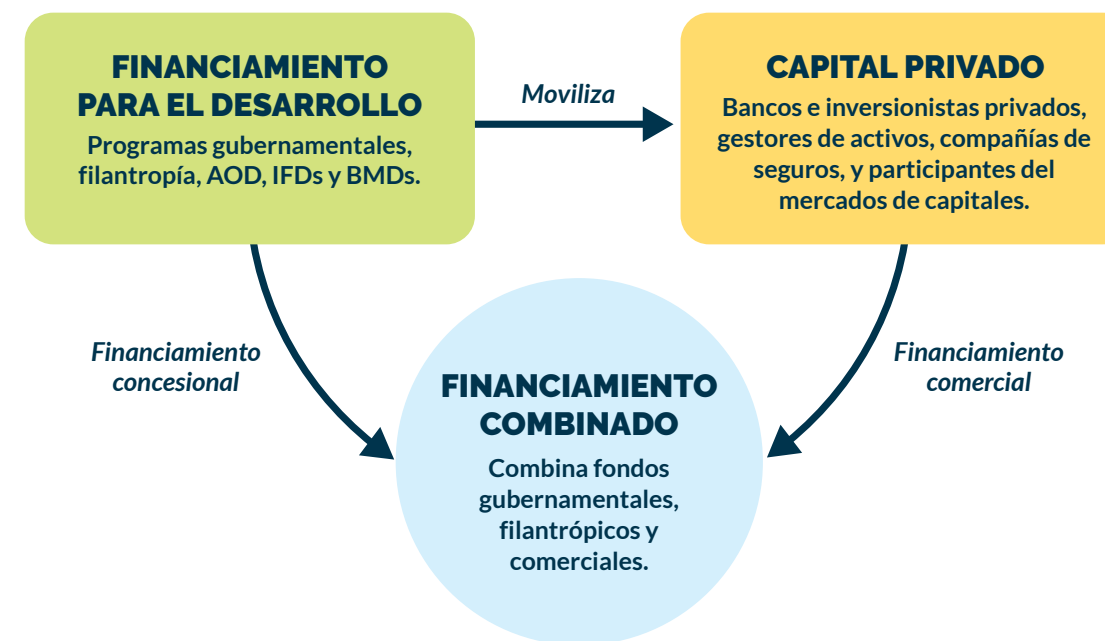 FINANCIAMIENTO
PARA EL DESARROLLO
Programas gubernamentales,
filantropía, AOD, IFDs y BMDs.
Moviliza
CAPITAL PRIVADO
Bancos e inversionistas privados,
gestores de activos, compañías de
seguros, y participantes del
mercados de capitales.
Financiamiento
concesional
Financiamiento
comercial
FINANCIAMIENTO
COMBINADO
Combina fondos
gubernamentales,
filantrópicos y
comerciales.